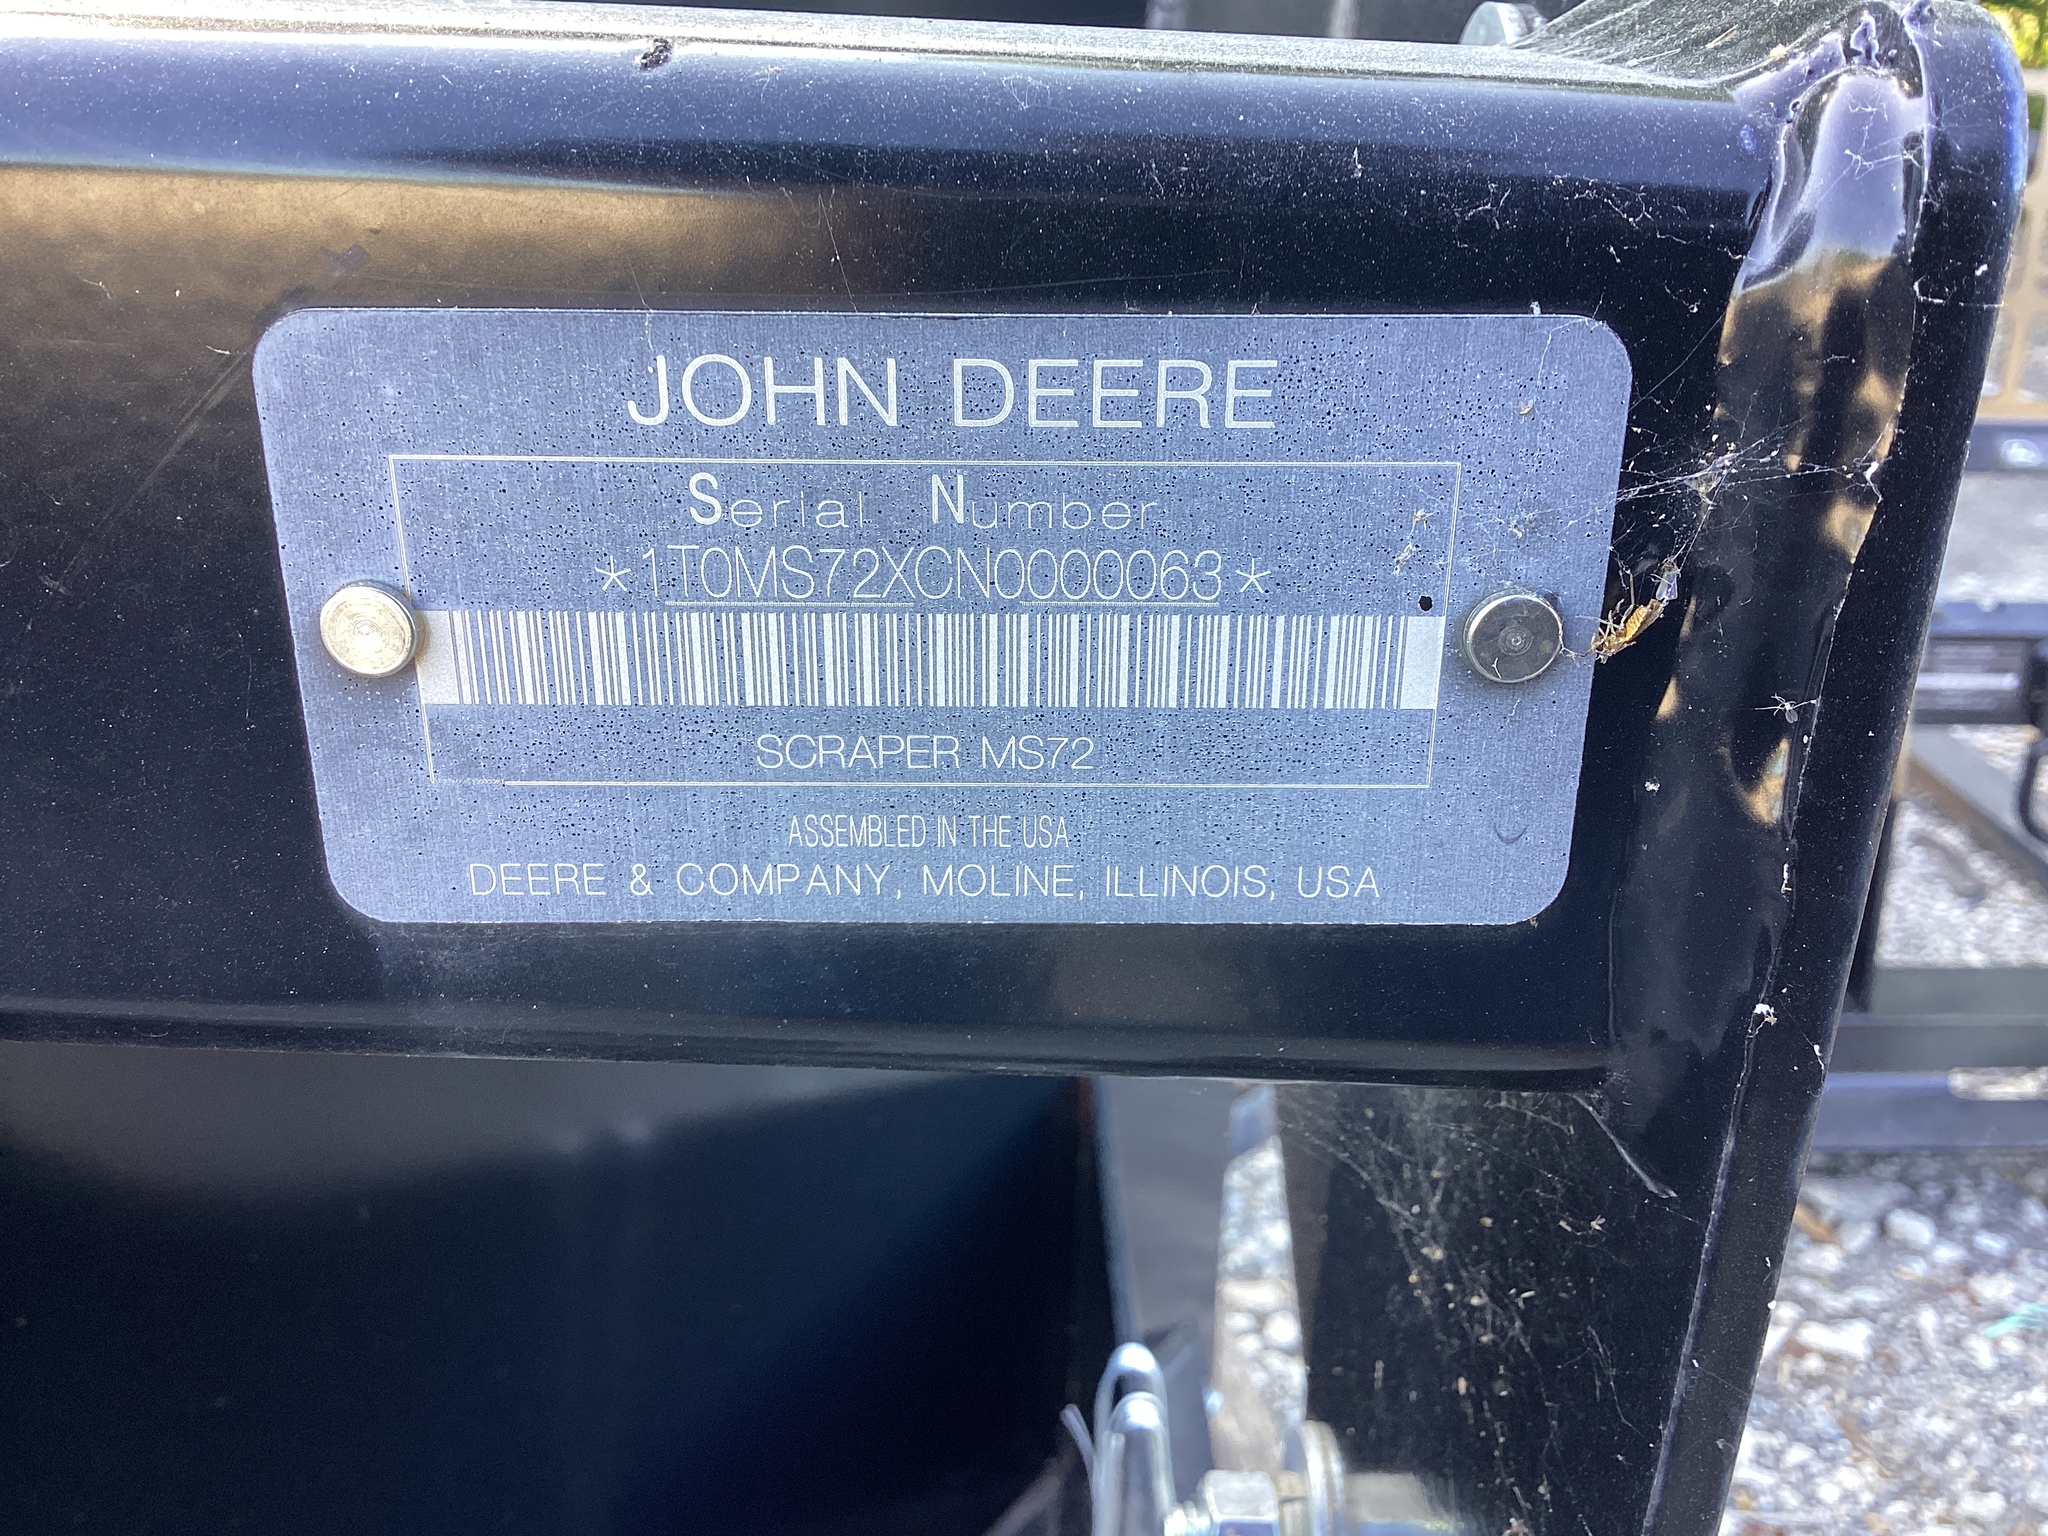 JOHN DEERE
Serial Number
*1T0MS72XCN0000063*
SCRAPER MS72
ASSEMBLED IN THE USA
DEERE & COMPANY, MOLINE, ILLINOIS, USA